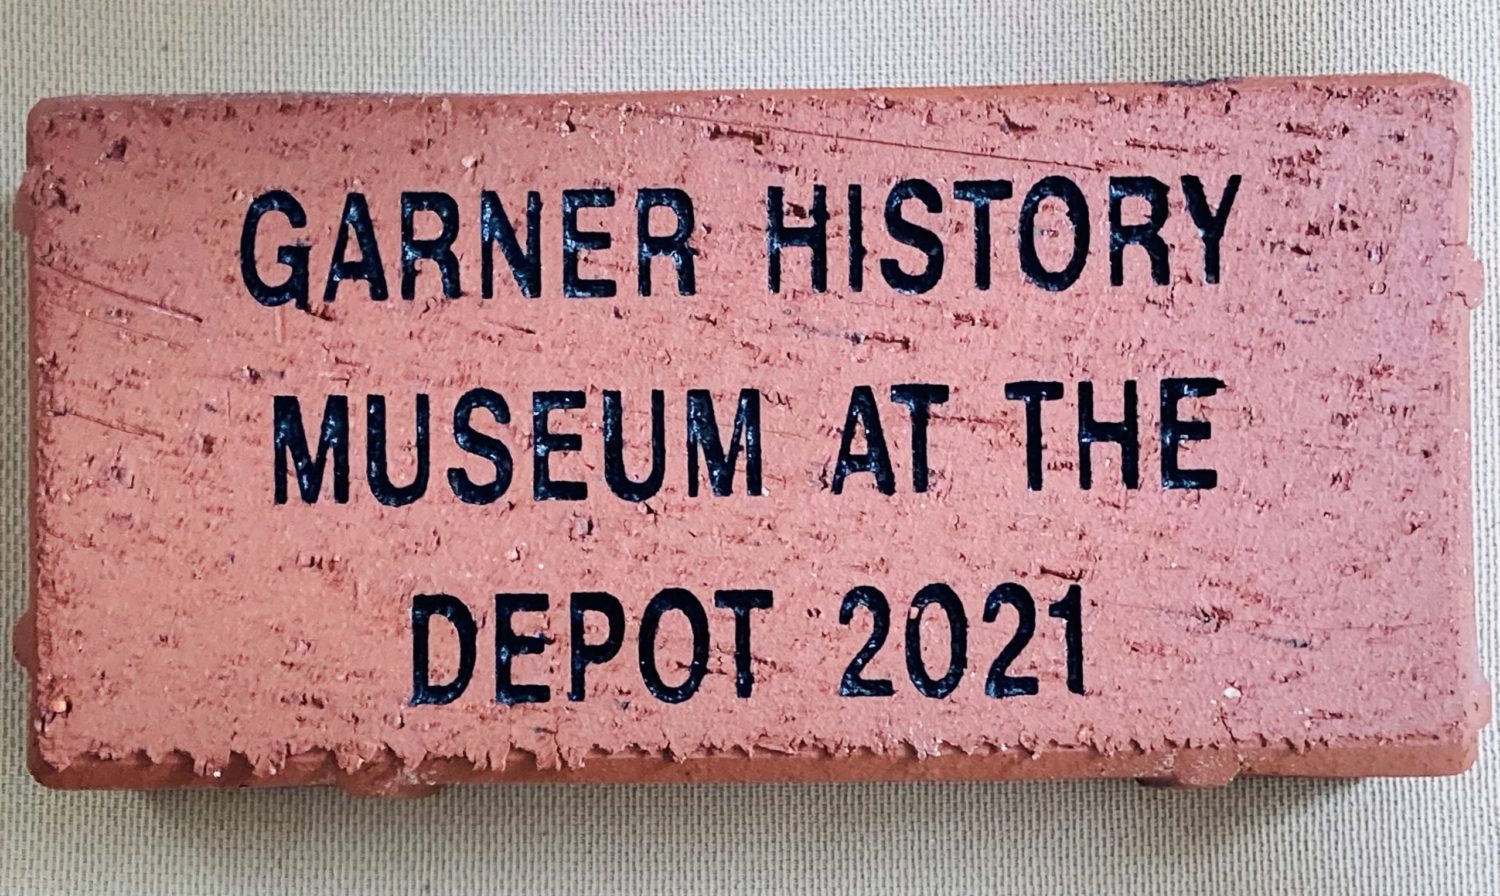 GARNER HISTORY
MUSEUM AT THE
DEPOT 2021